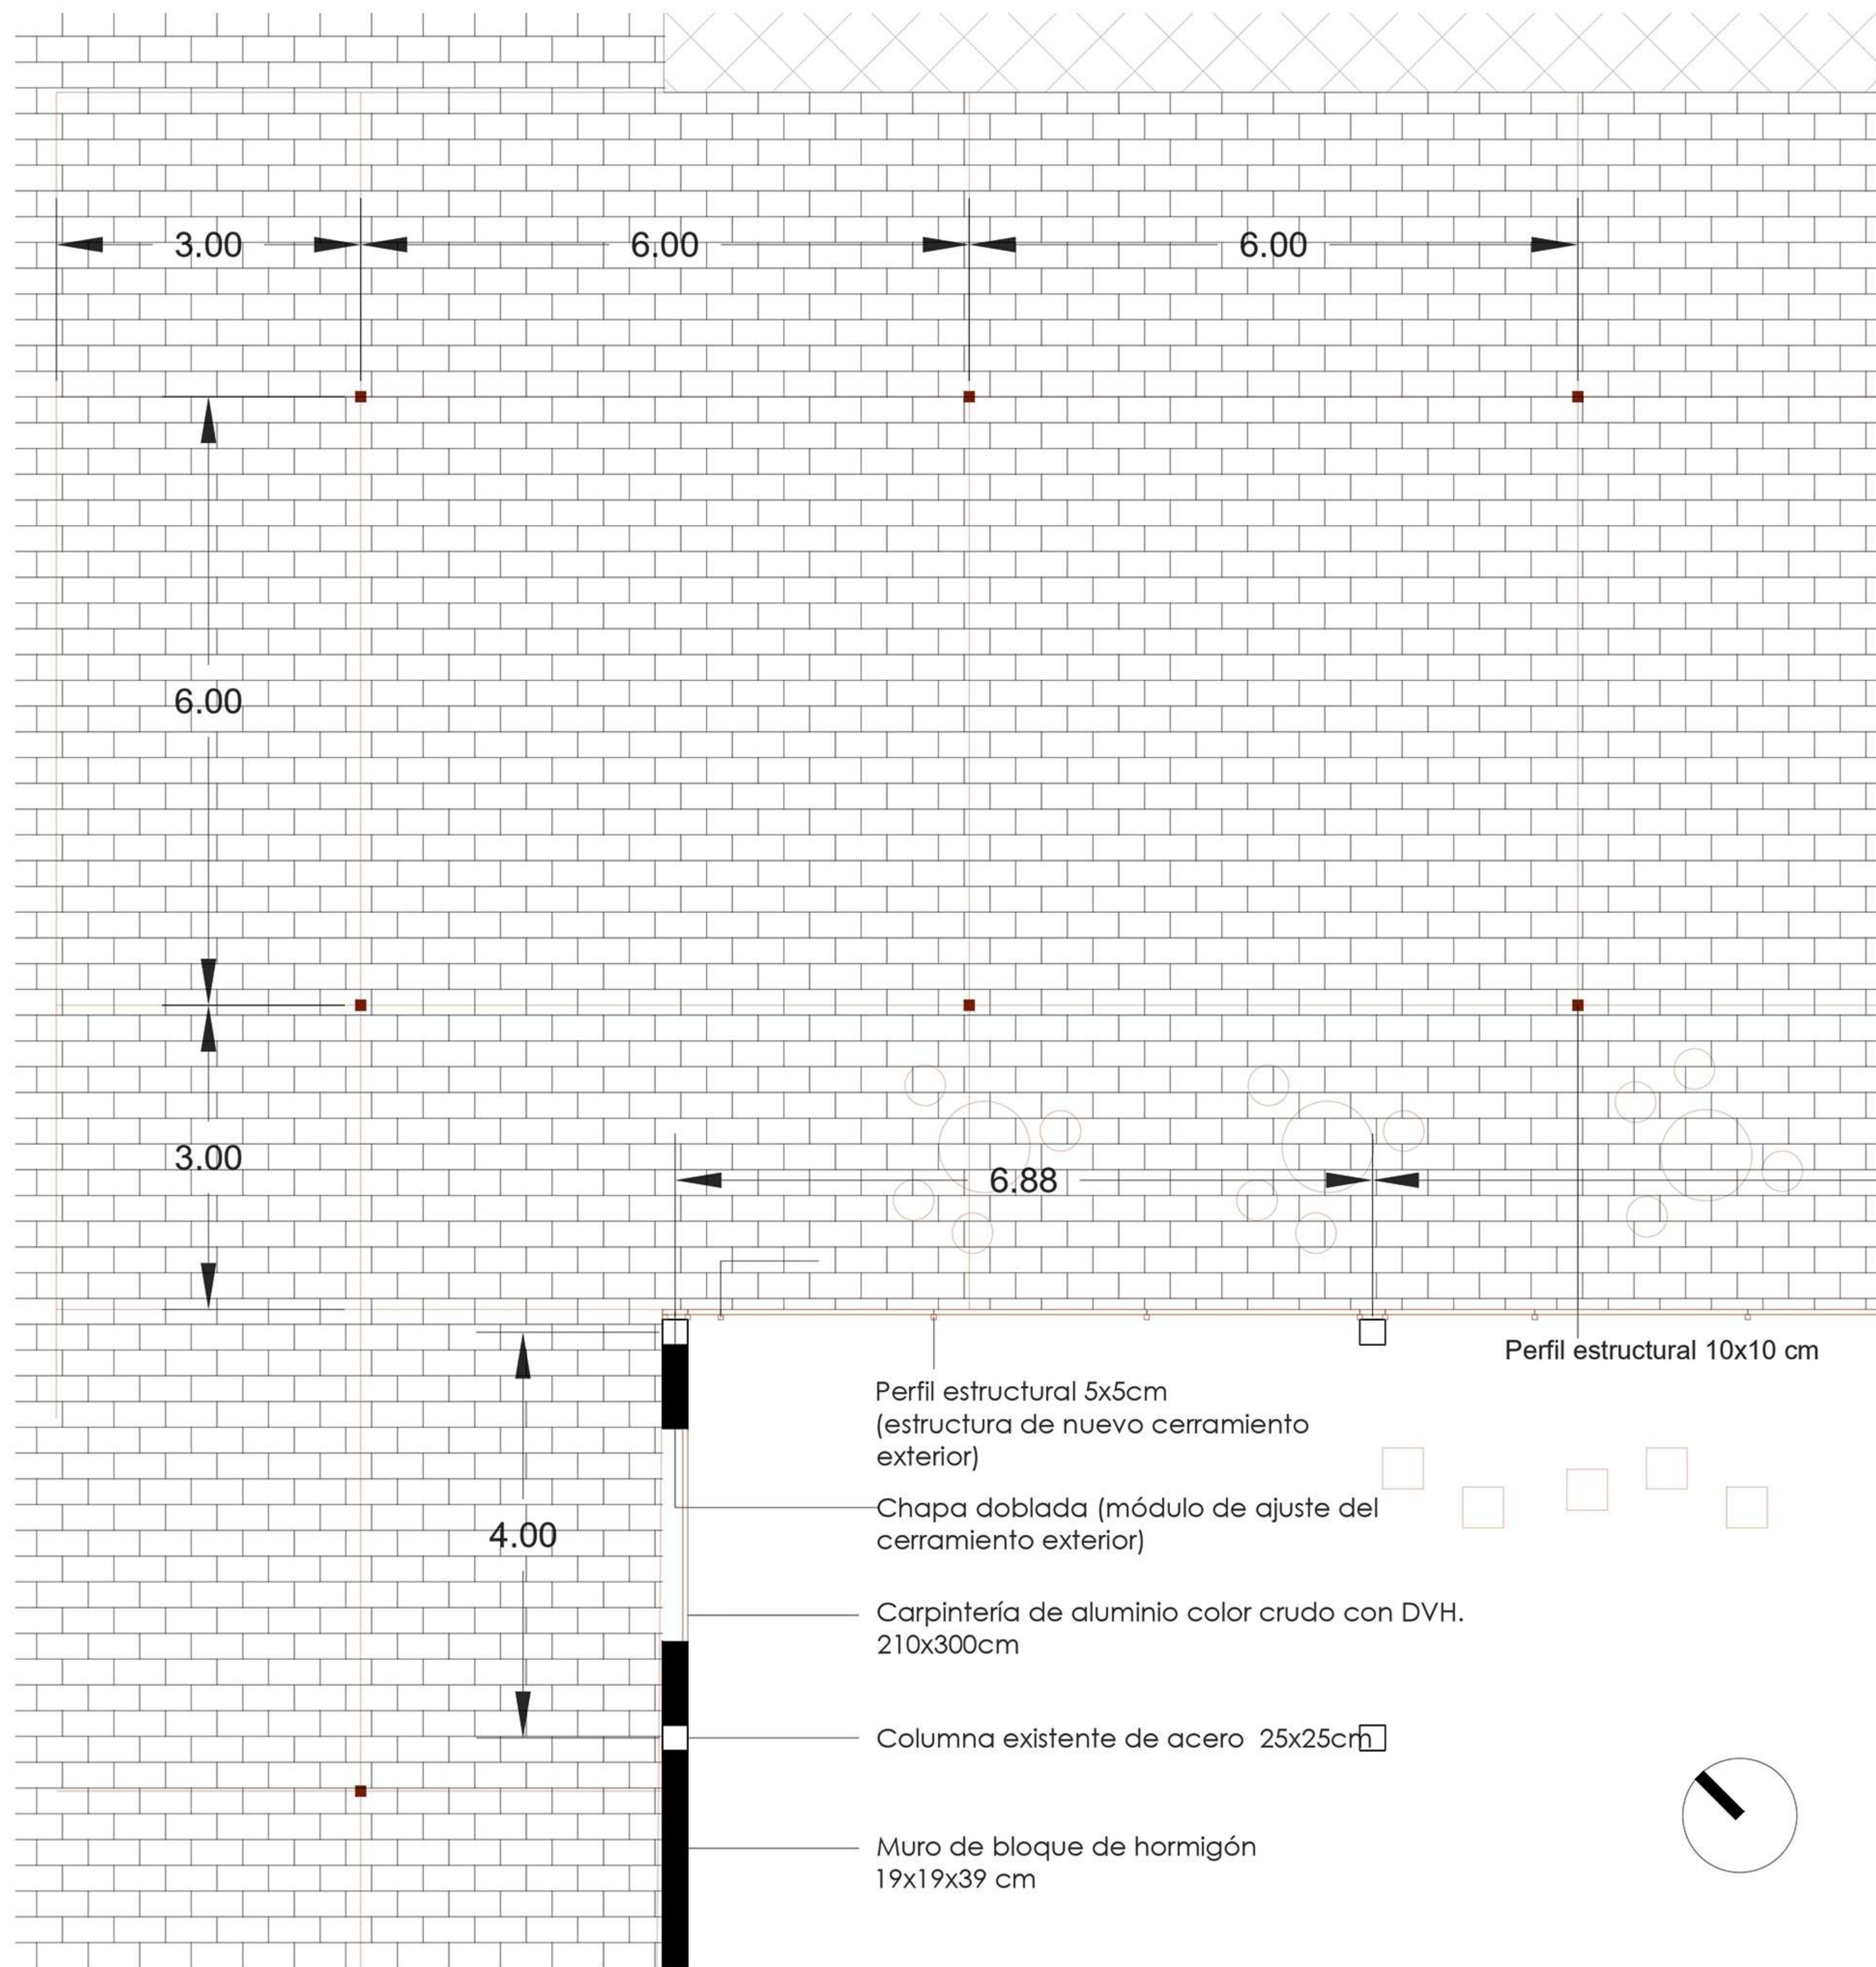 3.00
6.00
6.00
6.00
3.00
6.88
Perfil estructural 10x10 cm
Perfil estructural 5x5cm
(estructura de nuevo cerramiento
exterior)
Chapa doblada (módulo de ajuste del
cerramiento exterior)
4.00
Carpintería de aluminio color crudo con DVH.
210x300cm
Columna existente de acero 25x25cm
Muro de bloque de hormigón
19x19x39 cm